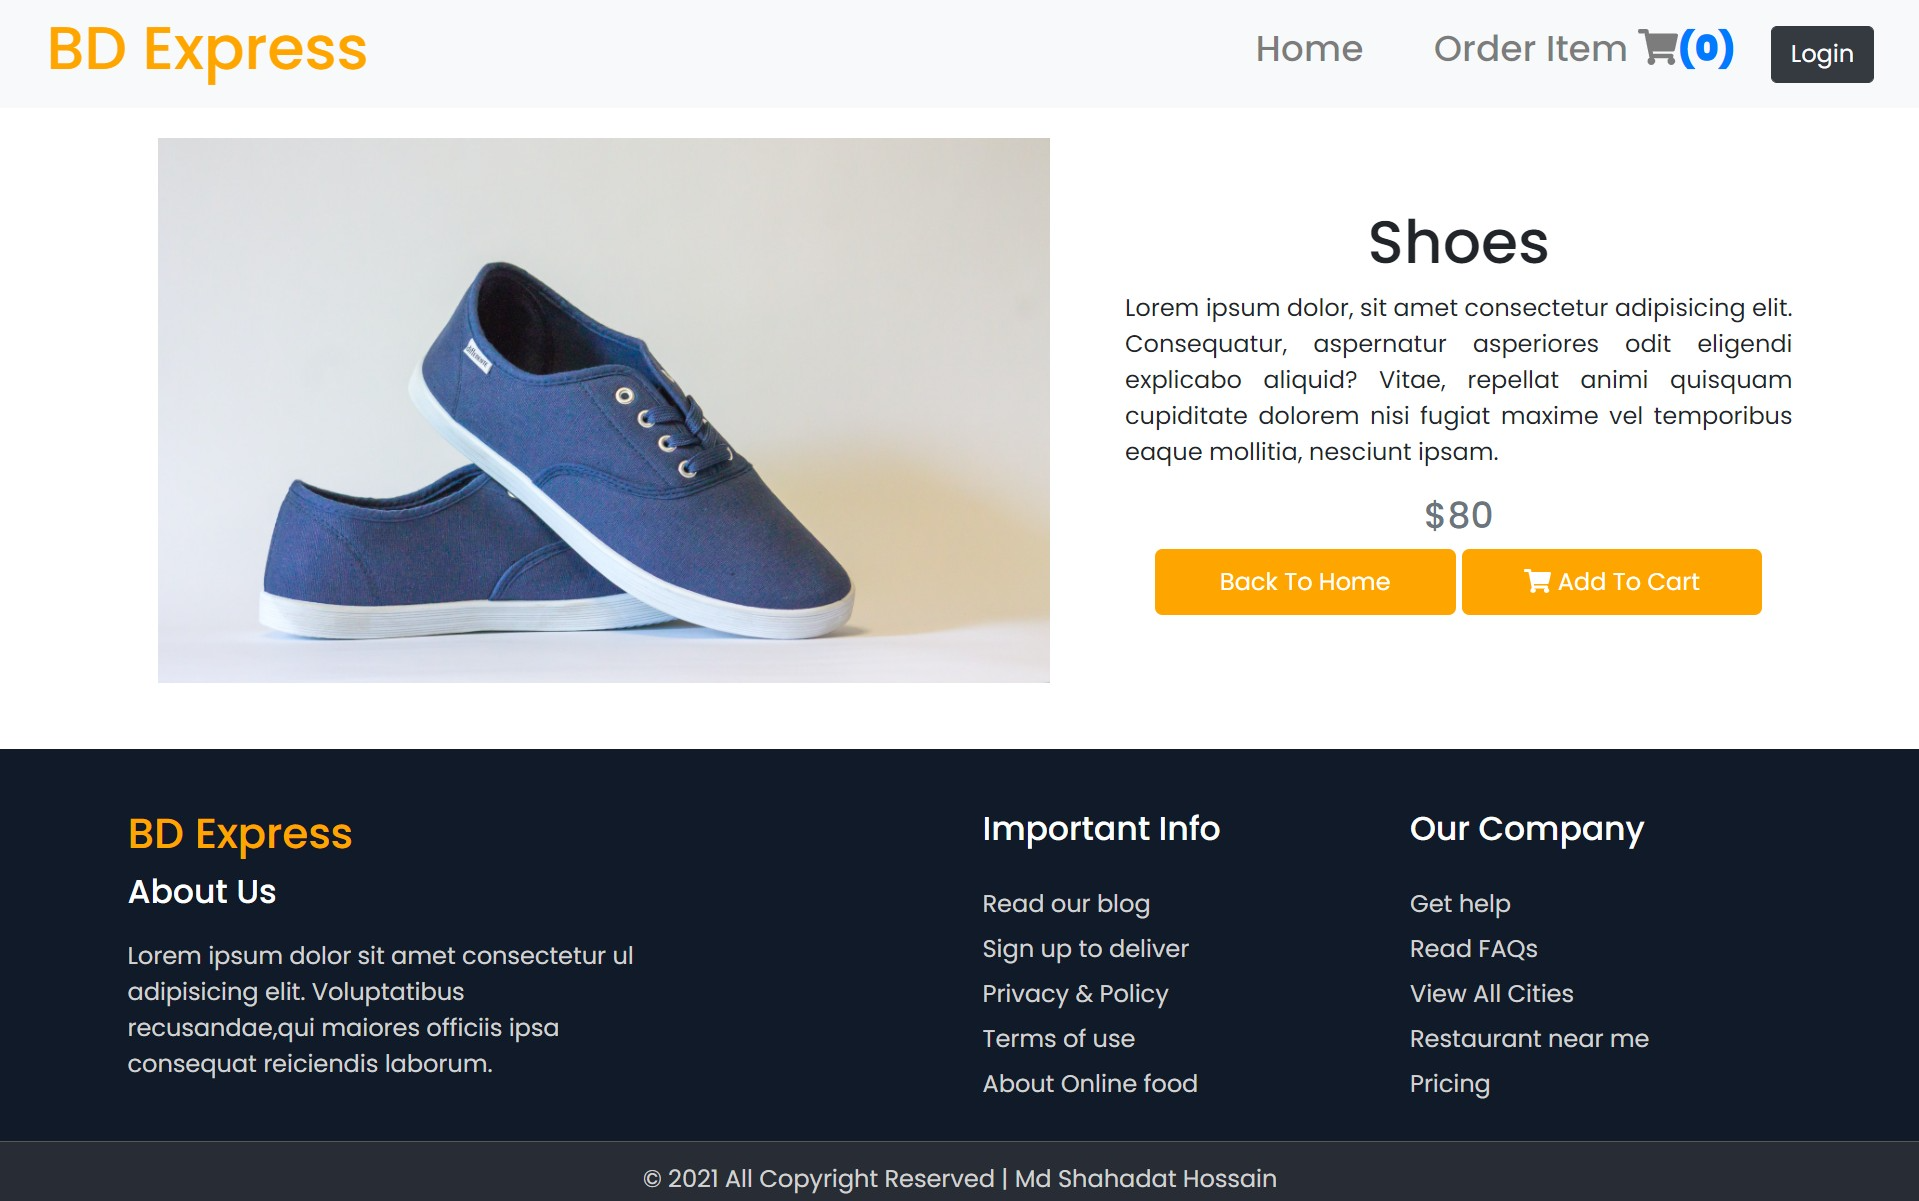 BD Express
Home
Order Item (0)
Login
Shoes
Lorem ipsum dolor, sit amet consectetur adipisicing elit.
Consequatur, aspernatur asperiores odit eligendi
explicabo aliquid? Vitae, repellat animi quisquam
cupiditate dolorem nisi fugiat maxime vel temporibus
eaque mollitia, nesciunt ipsam.
$80
Back To Home
Add To Cart
BD Express
About Us
Lorem ipsum dolor sit amet consectetur ul
adipisicing elit. Voluptatibus
recusandae,qui maiores officiis ipsa
consequat reiciendis laborum.
Important Info
Read our blog
Sign up to deliver
Privacy & Policy
Terms of use
About Online food
Our Company
Get help
Read FAQs
View All Cities
Restaurant near me
Pricing
© 2021 All Copyright Reserved | Md Shahadat Hossain